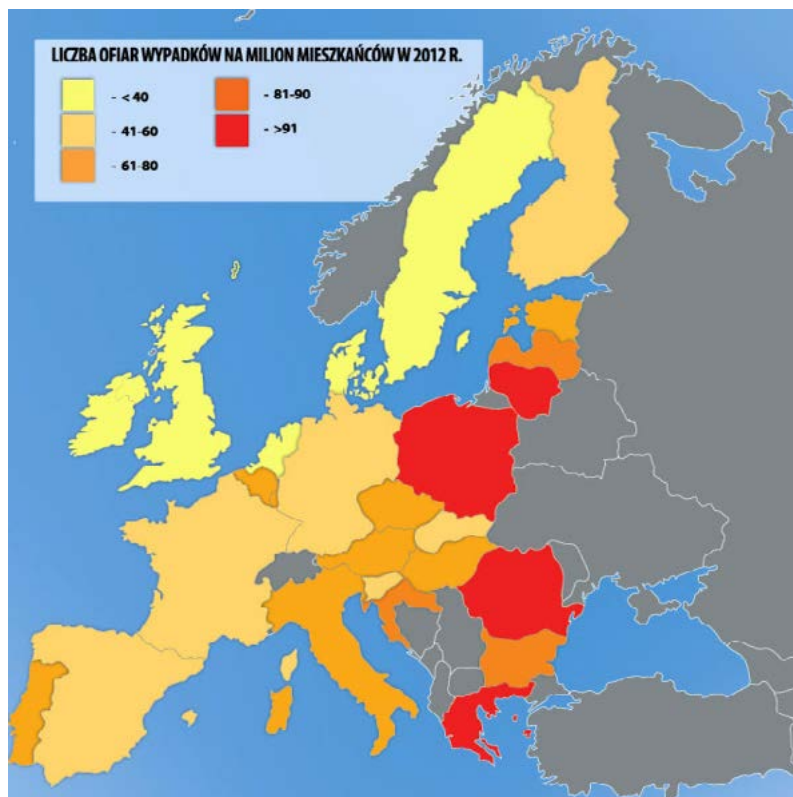 LICZBA OFIAR WYPADKÓW NA MILION MIESZKAŃCÓW W 2012 R.
- < 40
- 41-60
- 61-80
- 81-90
- >91